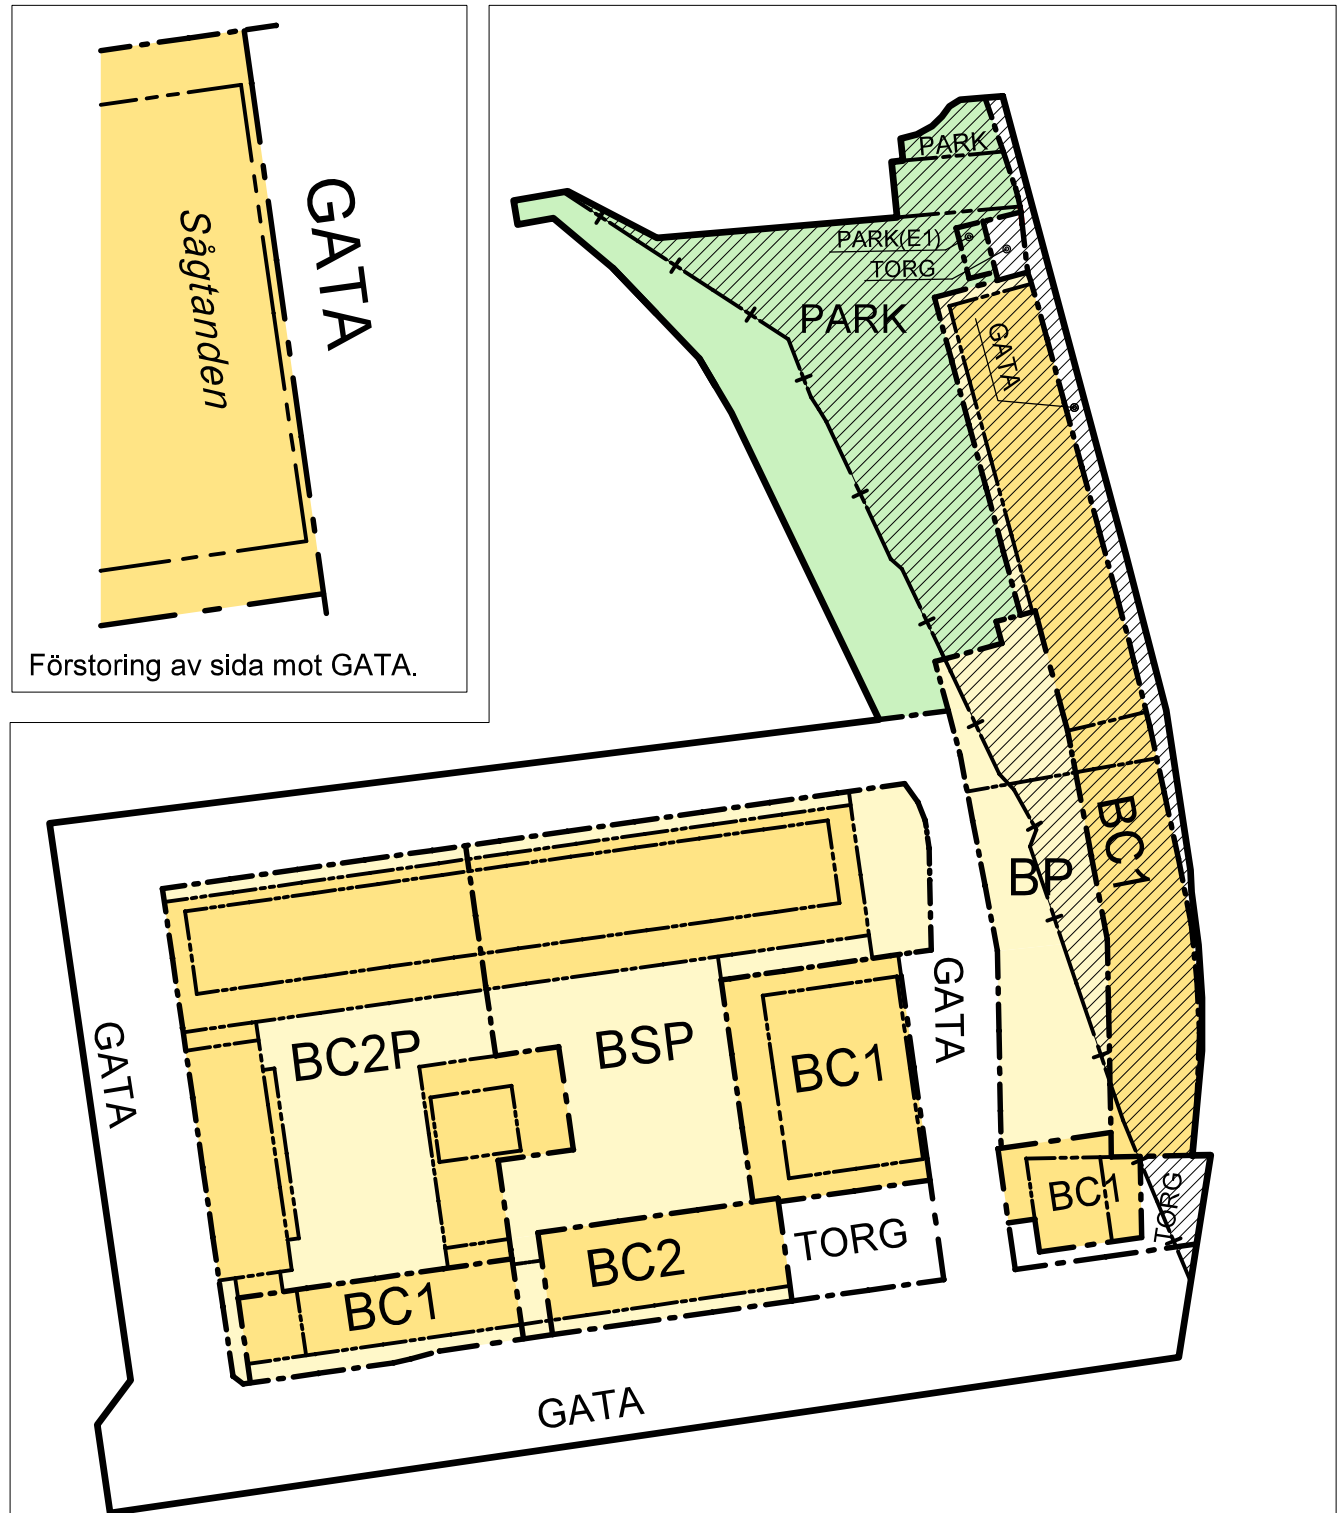 GATA
Sågtanden
Förstoring av sida mot GATA.
PARK
PARK(E1)
TORG
PARK
GATA
BC1
BP
GATA
BC2P
BSP
BC1
GATA
BC1
TORG
BC2
TORG
BC1
GATA